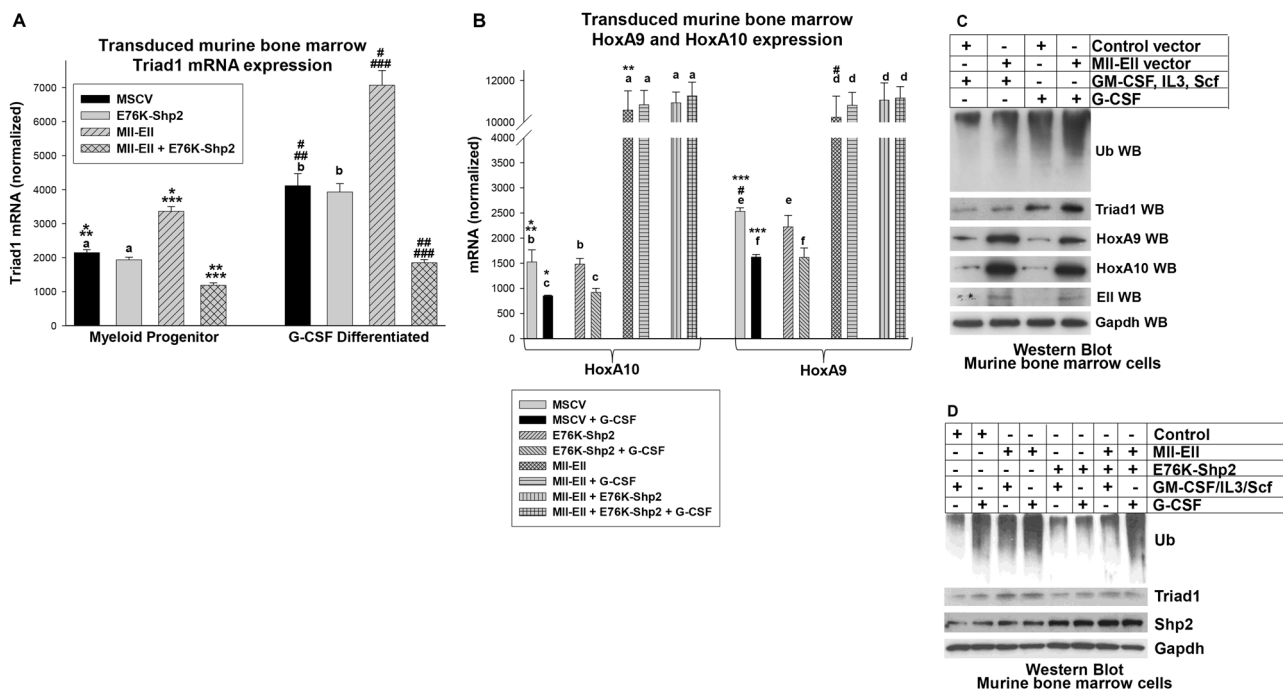 A
Transduced murine bone marrow
Triad1 mRNA expression
Triad1 mRNA (normalized)
7000
6000
5000
4000
3000
2000
1000
0
MSCV
E76K-Shp2
Mll-Ell
Mll-Ell + E76K-Shp2
*
**
a
a
*
***
**
***
#
##
b
b
#
###
##
###
Myeloid Progenitor
G-CSF Differentiated
B
Transduced murine bone marrow
HoxA9 and HoxA10 expression
mRNA (normalized)
12000
10000
4000
3500
3000
2500
2000
1500
1000
500
0
*
**
b
*
c
b
c
**
a
a
a
a
***
#
e
***
f
e
f
#
d
d
d
d
HoxA10
HoxA9
MSCV
MSCV + G-CSF
E76K-Shp2
E76K-Shp2 + G-CSF
Mll-Ell
Mll-Ell + G-CSF
Mll-Ell + E76K-Shp2
Mll-Ell + E76K-Shp2 + G-CSF
C
+ - + - Control vector
- + - + Mll-Ell vector
+ + - - GM-CSF, IL3, Scf
- - + + G-CSF
Ub WB
Triad1 WB
HoxA9 WB
HoxA10 WB
Ell WB
Gapdh WB
Western Blot
Murine bone marrow cells
D
+ + - - - - - - Control
- - + + - - + + Mll-Ell
- - - - + + + + E76K-Shp2
+ - + - + - + - GM-CSF/IL3/Scf
- + - + - + - + G-CSF
Ub
Triad1
Shp2
Gapdh
Western Blot
Murine bone marrow cells